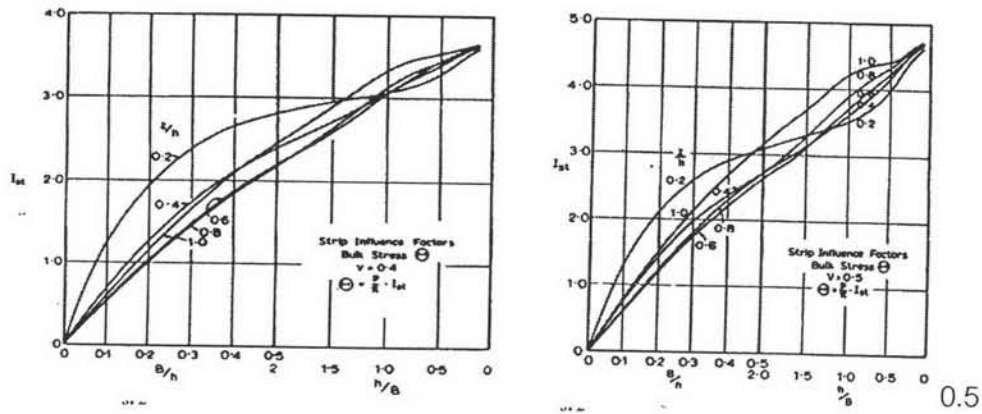 4·0
3·0
2·0
1·0
0
I_st
z/h
0·2
0·4
0·6
0·8
1·0
Strip Influence Factors
Bulk Stress Θ
V = 0·4
Θ = p/π · I_st
0 0·1 0·2 0·3 0·4 0·5 1·5 1·0 0·5 0
2
B/h
h/B
5·0
4·0
3·0
2·0
1·0
0
I_st
z/h
1·0
0·8
0·4
0·2
0·2
0·4
1·0
0·8
0·6
Strip Influence Factors
Bulk Stress Θ
V = 0·5
Θ = p/π · I_st
0 0·1 0·2 0·3 0·4 0·5 1·5 1·0 0·5 0
2·0
B/h
h/B
0.5